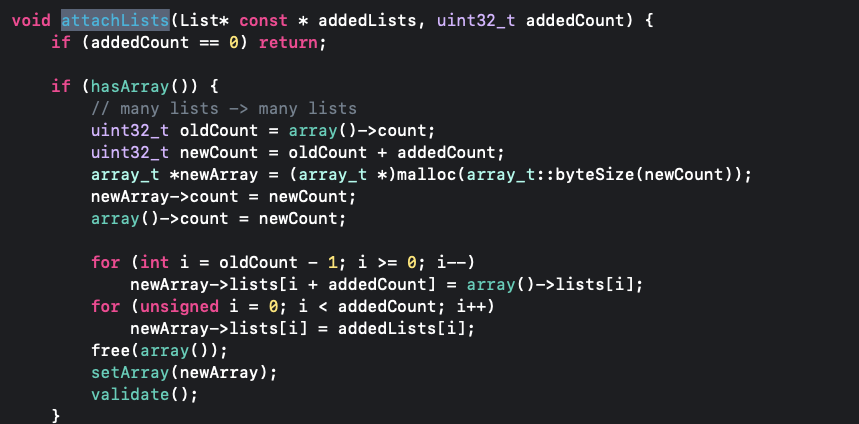 void attachLists(List* const * addedLists, uint32_t addedCount) {
    if (addedCount == 0) return;

    if (hasArray()) {
        // many lists -> many lists
        uint32_t oldCount = array()->count;
        uint32_t newCount = oldCount + addedCount;
        array_t *newArray = (array_t *)malloc(array_t::byteSize(newCount));
        newArray->count = newCount;
        array()->count = newCount;

        for (int i = oldCount - 1; i >= 0; i--)
            newArray->lists[i + addedCount] = array()->lists[i];
        for (unsigned i = 0; i < addedCount; i++)
            newArray->lists[i] = addedLists[i];
        free(array());
        setArray(newArray);
        validate();
    }